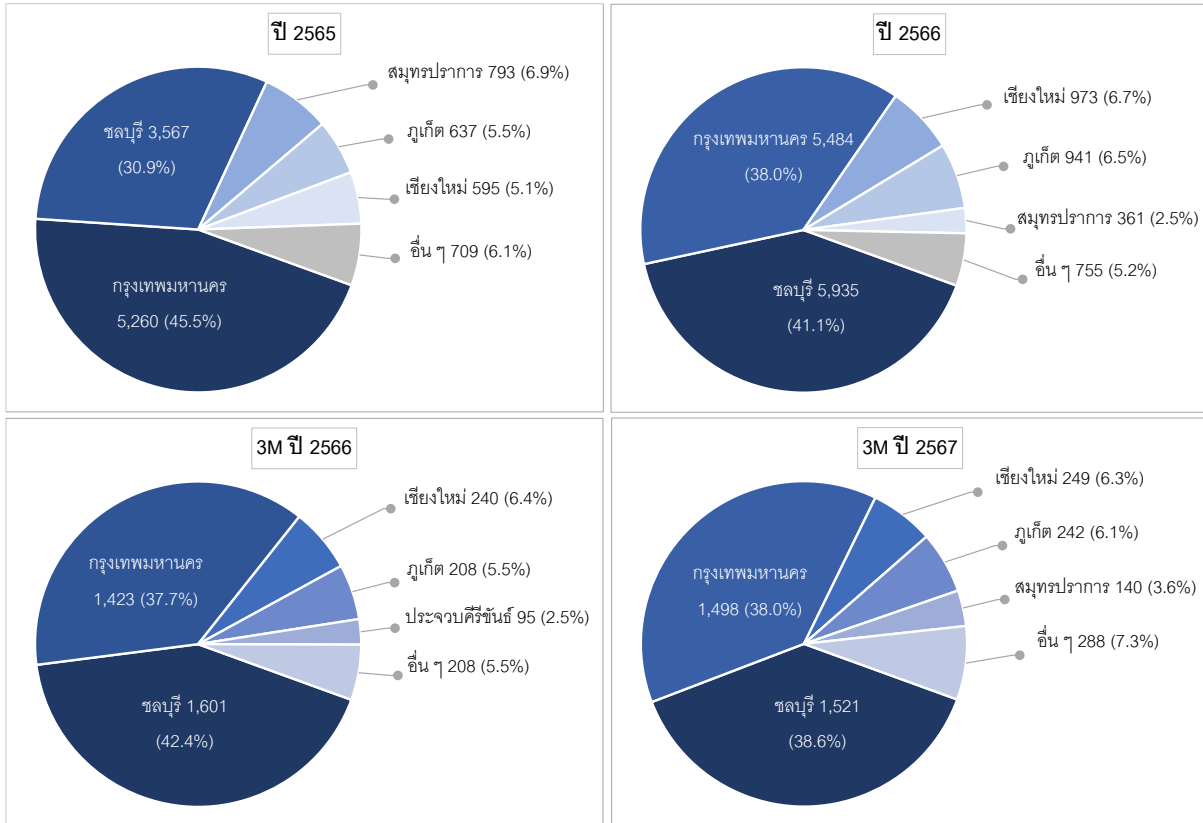 ปี 2565
สมุทรปราการ 793 (6.9%)
ชลบุรี 3,567
(30.9%)
ภูเก็ต 637 (5.5%)
เชียงใหม่ 595 (5.1%)
อื่น ๆ 709 (6.1%)
กรุงเทพมหานคร
5,260 (45.5%)
ปี 2566
เชียงใหม่ 973 (6.7%)
กรุงเทพมหานคร 5,484
(38.0%)
ภูเก็ต 941 (6.5%)
สมุทรปราการ 361 (2.5%)
อื่น ๆ 755 (5.2%)
ชลบุรี 5,935
(41.1%)
3M ปี 2566
เชียงใหม่ 240 (6.4%)
กรุงเทพมหานคร
1,423 (37.7%)
ภูเก็ต 208 (5.5%)
ประจวบคีรีขันธ์ 95 (2.5%)
อื่น ๆ 208 (5.5%)
ชลบุรี 1,601
(42.4%)
3M ปี 2567
เชียงใหม่ 249 (6.3%)
ภูเก็ต 242 (6.1%)
กรุงเทพมหานคร
1,498 (38.0%)
สมุทรปราการ 140 (3.6%)
อื่น ๆ 288 (7.3%)
ชลบุรี 1,521
(38.6%)